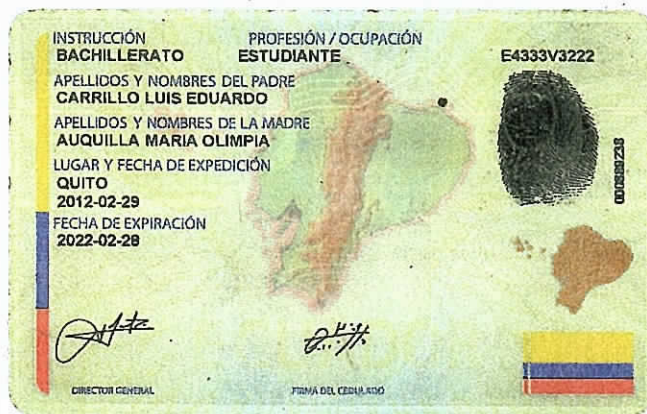 INSTRUCCIÓN PROFESIÓN / OCUPACIÓN
BACHILLERATO ESTUDIANTE E4333V3222
APELLIDOS Y NOMBRES DEL PADRE
CARRILLO LUIS EDUARDO
APELLIDOS Y NOMBRES DE LA MADRE
AUQUILLA MARIA OLIMPIA
LUGAR Y FECHA DE EXPEDICIÓN
QUITO
2012-02-29
FECHA DE EXPIRACIÓN
2022-02-28
DIRECTOR GENERAL FIRMA DEL CEDULADO